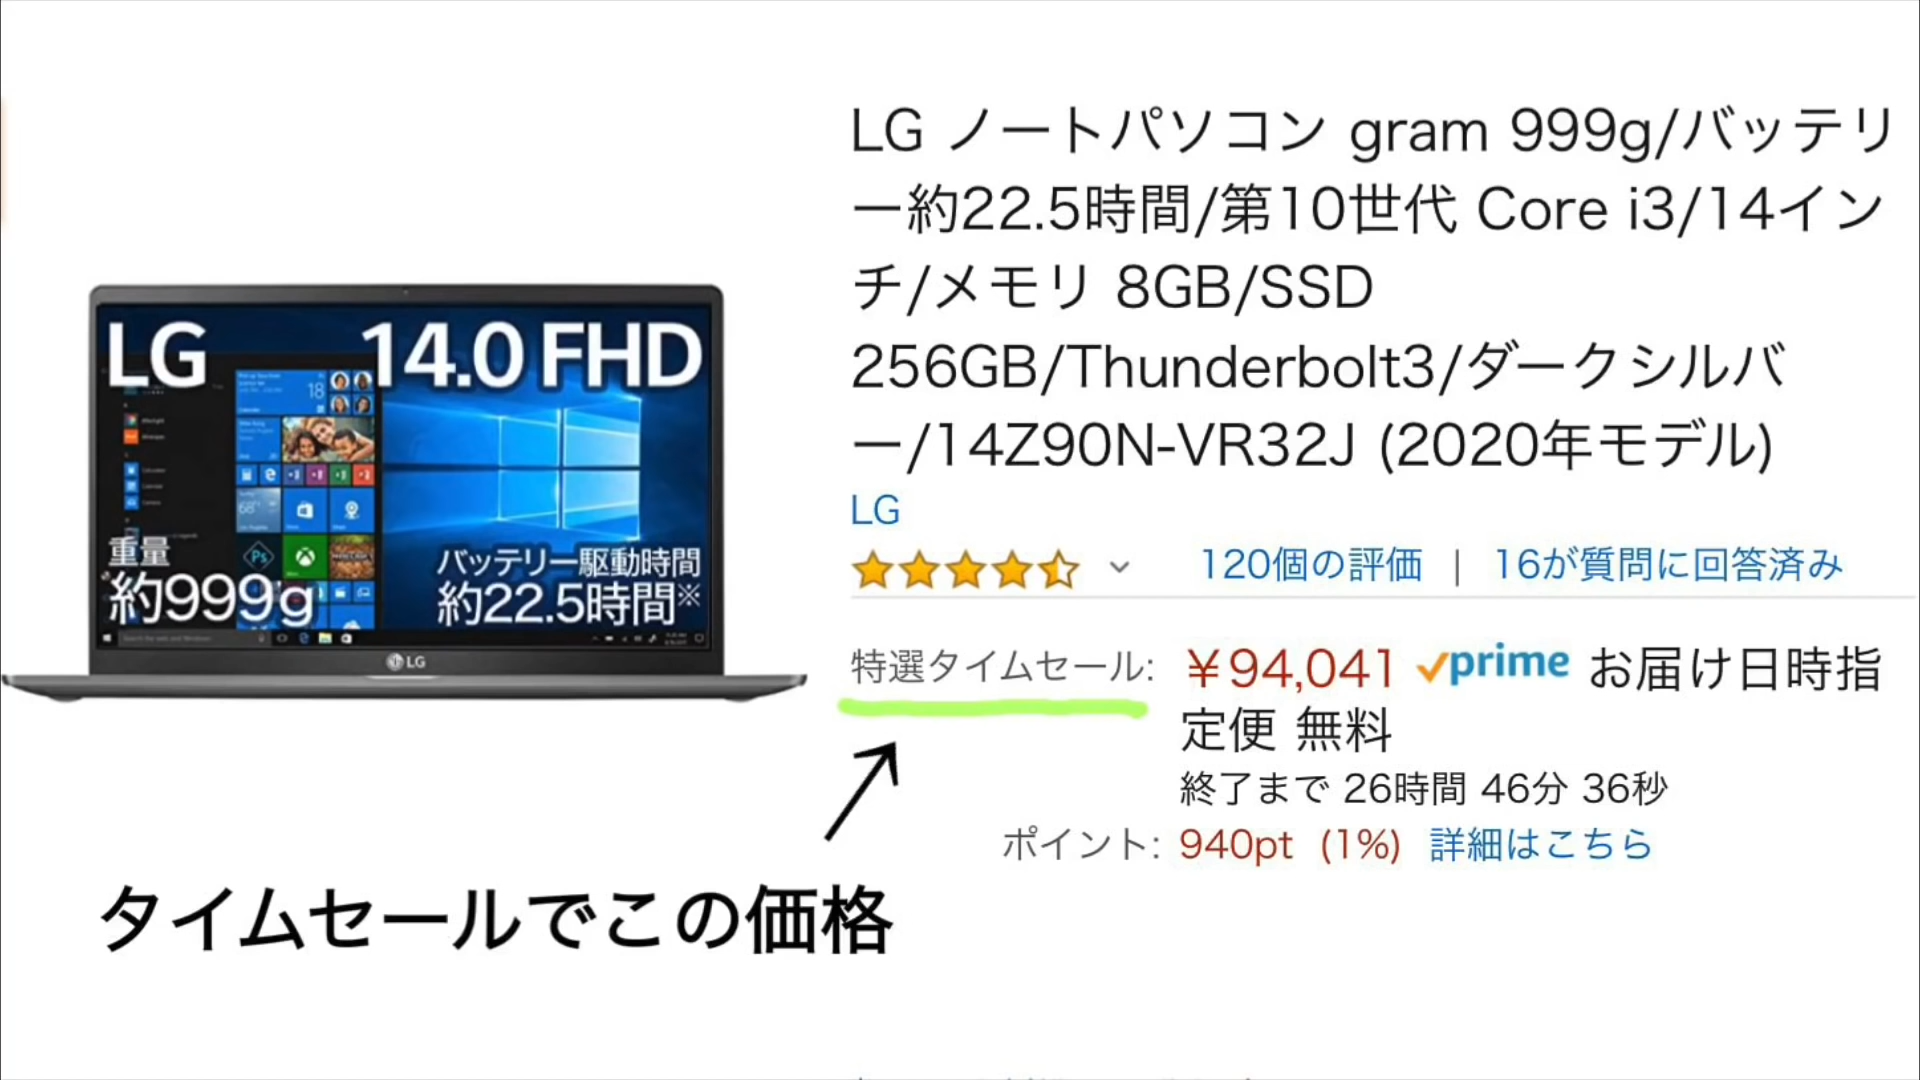 LG ノートパソコン gram 999g/バッテリ
ー約22.5時間/第10世代 Core i3/14イン
チ/メモリ 8GB/SSD
256GB/Thunderbolt3/ダークシルバ
ー/14Z90N-VR32J (2020年モデル)
LG
120個の評価 | 16が質問に回答済み
特選タイムセール: ￥94,041 prime お届け日時指
定便 無料
終了まで 26時間 46分 36秒
ポイント: 940pt (1%) 詳細はこちら
LG 14.0 FHD
18
68°
Ps
重量
約999g
バッテリー駆動時間
約22.5時間※
LG
タイムセールでこの価格